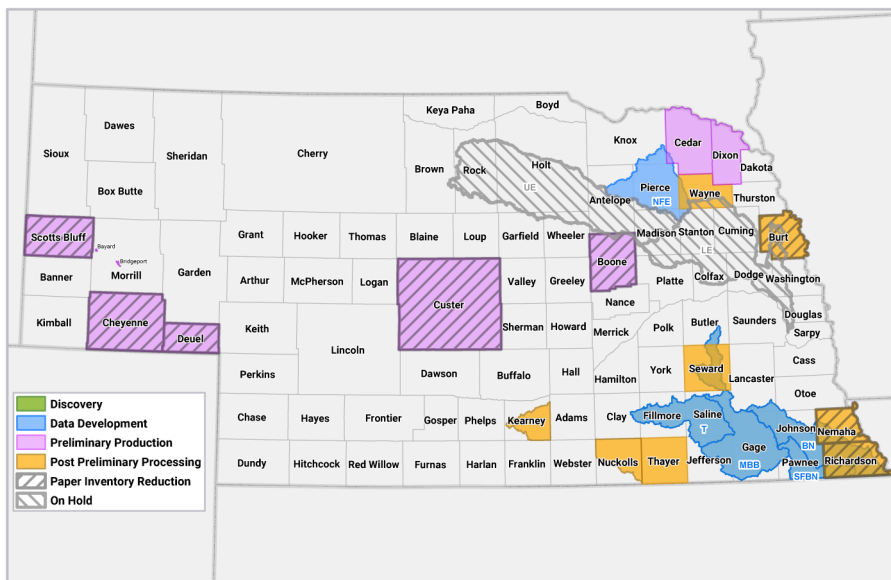 Keya Paha
Boyd
Dawes
Knox
Cedar
Sioux
Sheridan
Cherry
Dixon
Brown
Rock
Holt
Dakota
Box Butte
UE
Pierce
Wayne
Antelope
NFE
Thurston
Scotts Bluff
Bayard
Grant
Hooker
Thomas
Blaine
Loup
Garfield
Wheeler
Madison
Stanton
Cuming
Burt
LE
Bridgeport
Banner
Morrill
Garden
Arthur
McPherson
Logan
Valley
Greeley
Boone
Platte
Colfax
Dodge
Washington
Custer
Nance
Kimball
Cheyenne
Deuel
Keith
Lincoln
Sherman
Howard
Merrick
Polk
Butler
Saunders
Douglas
Sarpy
Perkins
Dawson
Buffalo
Hall
Hamilton
York
Seward
Lancaster
Cass
Otoe
Chase
Hayes
Frontier
Gosper
Phelps
Kearney
Adams
Clay
Fillmore
Saline
T
Johnson
Nemaha
Gage
BN
Dundy
Hitchcock
Red Willow
Furnas
Harlan
Franklin
Webster
Nuckolls
Thayer
Jefferson
MBB
Pawnee
Richardson
SFBN
Discovery
Data Development
Preliminary Production
Post Preliminary Processing
Paper Inventory Reduction
On Hold